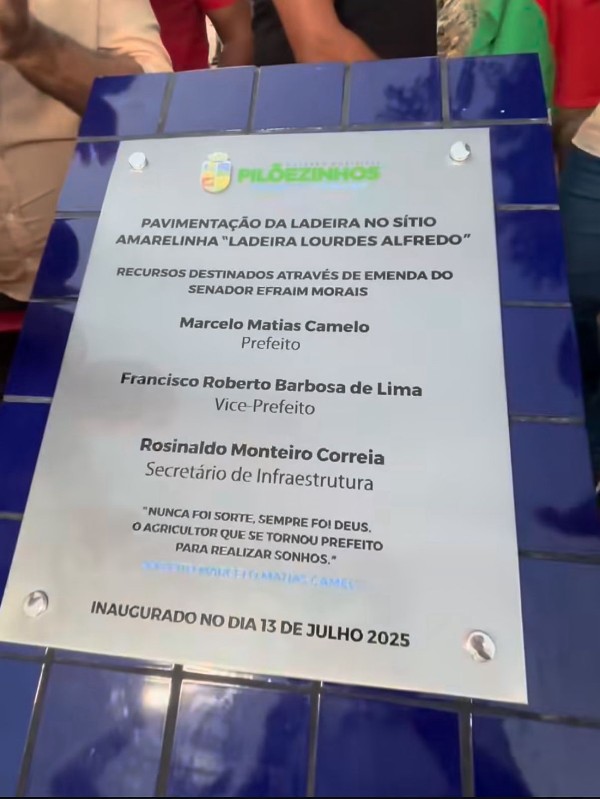 PILÕEZINHOS
PAVIMENTAÇÃO DA LADEIRA NO SÍTIO
AMARELINHA "LADEIRA LOURDES ALFREDO"
RECURSOS DESTINADOS ATRAVÉS DE EMENDA DO
SENADOR EFRAIM MORAIS
Marcelo Matias Camelo
Prefeito
Francisco Roberto Barbosa de Lima
Vice-Prefeito
Rosinaldo Monteiro Correia
Secretário de Infraestrutura
"NUNCA FOI SORTE, SEMPRE FOI DEUS.
O AGRICULTOR QUE SE TORNOU PREFEITO
PARA REALIZAR SONHOS."
MARCELO MATIAS CAMELO
INAUGURADO NO DIA 13 DE JULHO 2025